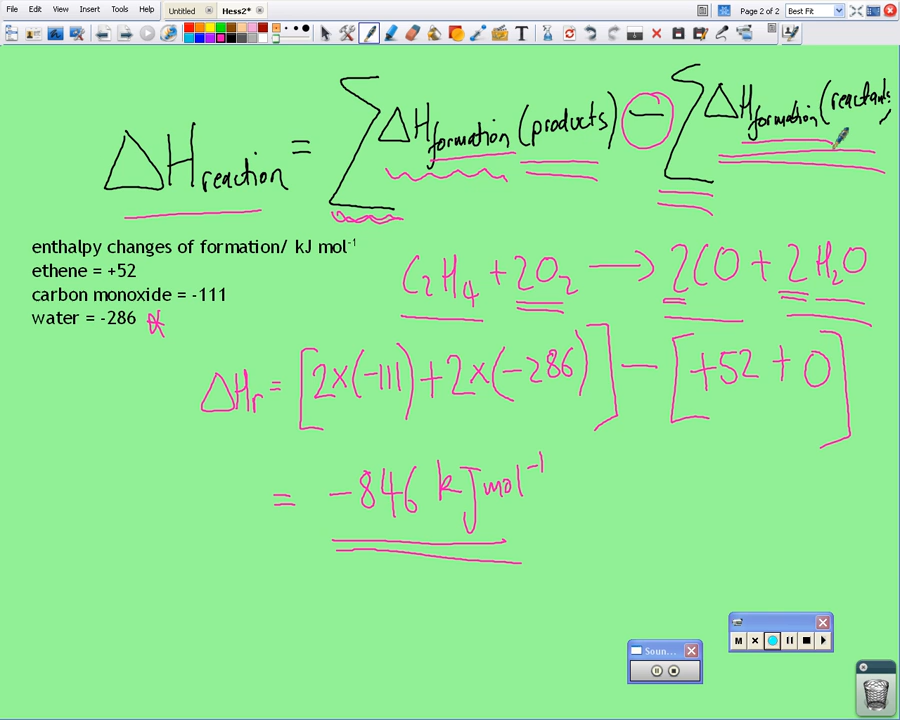 File Edit View Insert Tools Help Untitled Hess2* Page 2 of 2 Best Fit
ΔHreaction = ∑ΔHformation (products) − ∑ΔHformation (reactants)
enthalpy changes of formation/ kJ mol⁻¹
ethene = +52
carbon monoxide = -111
water = -286 *
C₂H₄ + 2O₂ → 2CO + 2H₂O
ΔHr = [2×(-111) + 2×(-286)] − [+52 + 0]
= -846 kJ mol⁻¹
Soun...
M